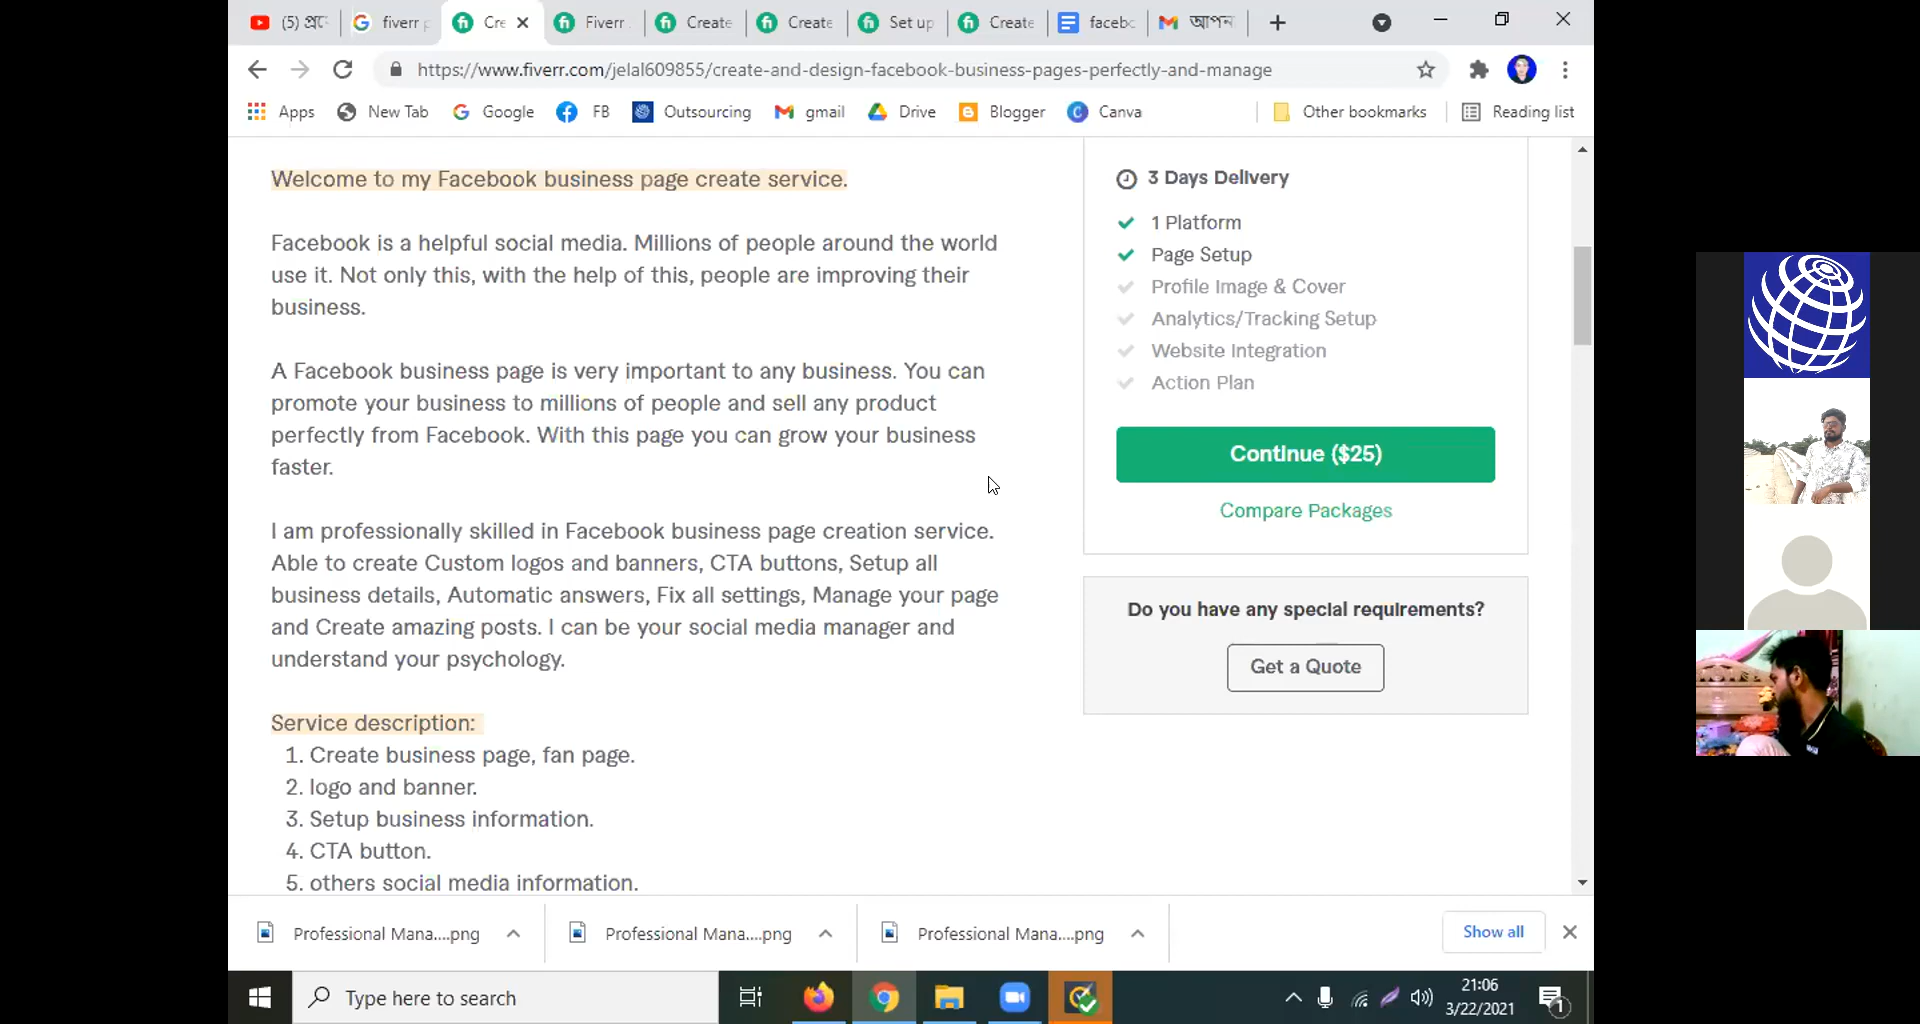 (5) প্রশে
fiverr p
Cre
Fiverr
Create
Create
Set up
Create
facebo
আপন
https://www.fiverr.com/jelal609855/create-and-design-facebook-business-pages-perfectly-and-manage
Apps
New Tab
Google
FB
Outsourcing
gmail
Drive
Blogger
Canva
Other bookmarks
Reading list
Welcome to my Facebook business page create service.
Facebook is a helpful social media. Millions of people around the world
use it. Not only this, with the help of this, people are improving their
business.
A Facebook business page is very important to any business. You can
promote your business to millions of people and sell any product
perfectly from Facebook. With this page you can grow your business
faster.
I am professionally skilled in Facebook business page creation service.
Able to create Custom logos and banners, CTA buttons, Setup all
business details, Automatic answers, Fix all settings, Manage your page
and Create amazing posts. I can be your social media manager and
understand your psychology.
Service description:
1. Create business page, fan page.
2. logo and banner.
3. Setup business information.
4. CTA button.
5. others social media information.
3 Days Delivery
1 Platform
Page Setup
Profile Image & Cover
Analytics/Tracking Setup
Website Integration
Action Plan
Continue ($25)
Compare Packages
Do you have any special requirements?
Get a Quote
Professional Mana....png
Professional Mana....png
Professional Mana....png
Show all
Type here to search
21:06
3/22/2021
1